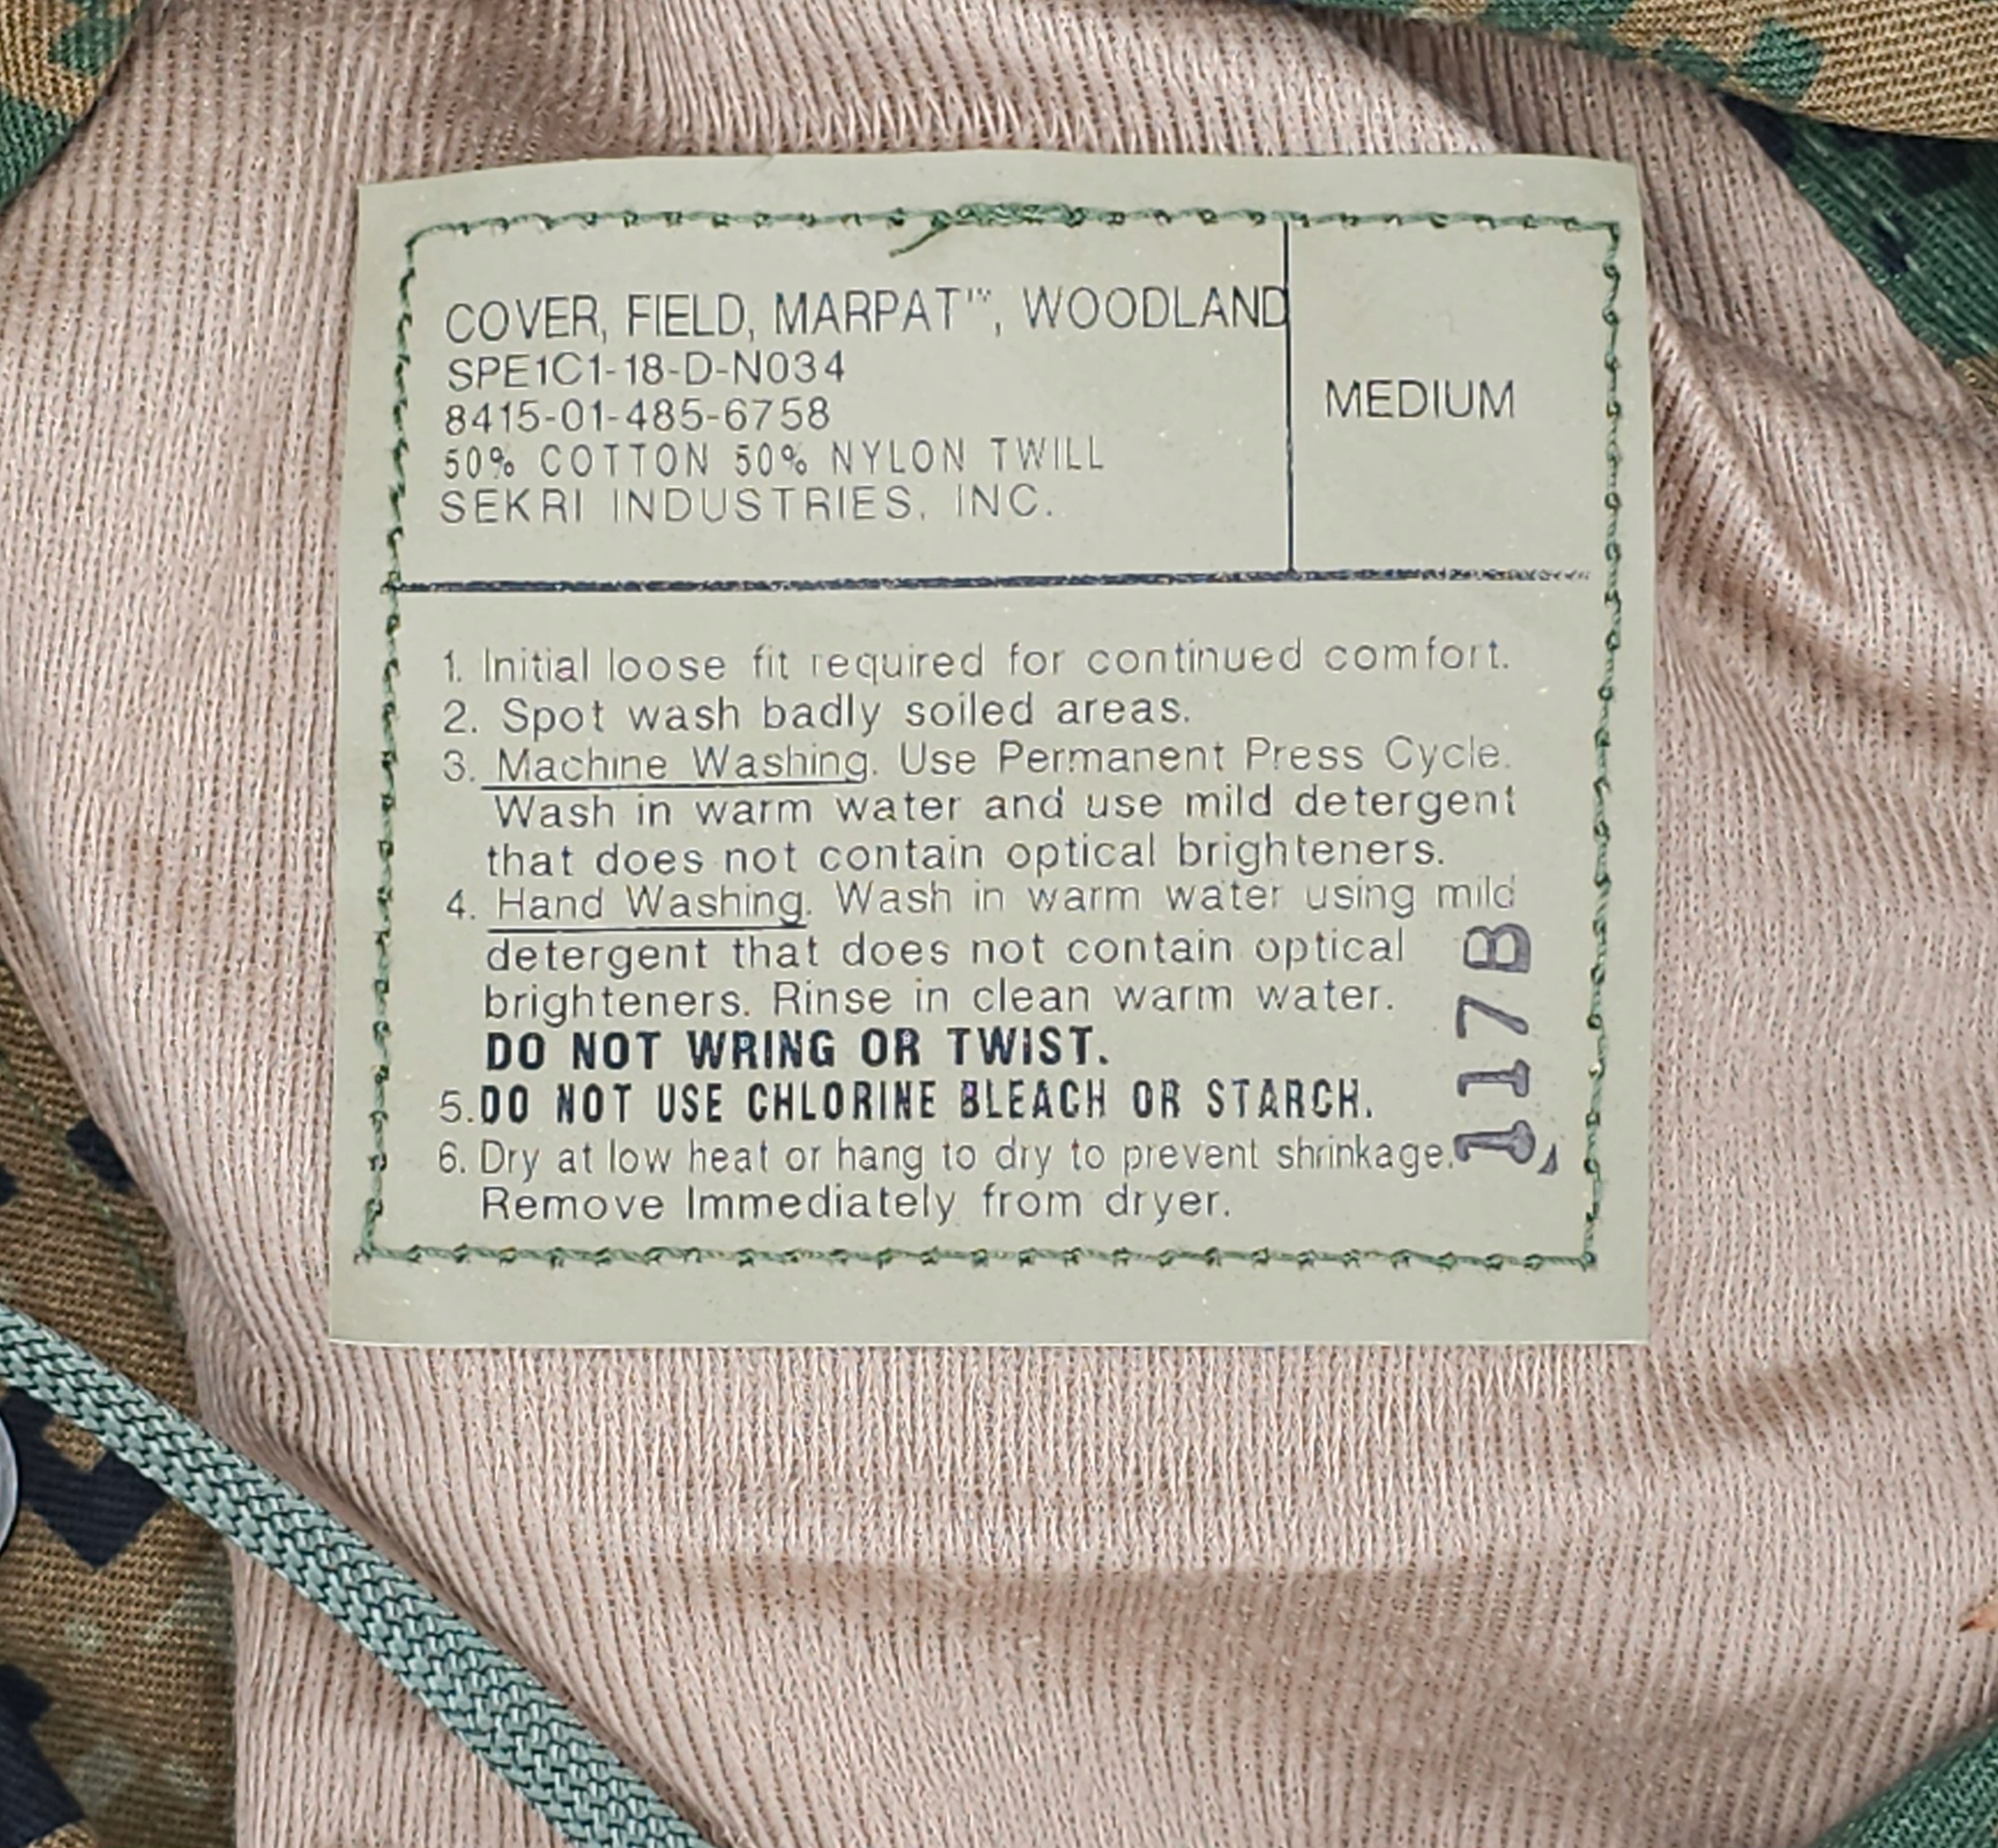 COVER, FIELD, MARPAT™, WOODLAND
SPE1C1-18-D-N034
8415-01-485-6758
50% COTTON 50% NYLON TWILL
SEKRI INDUSTRIES, INC.
MEDIUM
1. Initial loose fit required for continued comfort.
2. Spot wash badly soiled areas.
3. Machine Washing. Use Permanent Press Cycle.
Wash in warm water and use mild detergent
that does not contain optical brighteners.
4. Hand Washing. Wash in warm water using mild
detergent that does not contain optical
brighteners. Rinse in clean warm water.
DO NOT WRING OR TWIST.
5. DO NOT USE CHLORINE BLEACH OR STARCH.
6. Dry at low heat or hang to dry to prevent shrinkage.
Remove Immediately from dryer.
117B